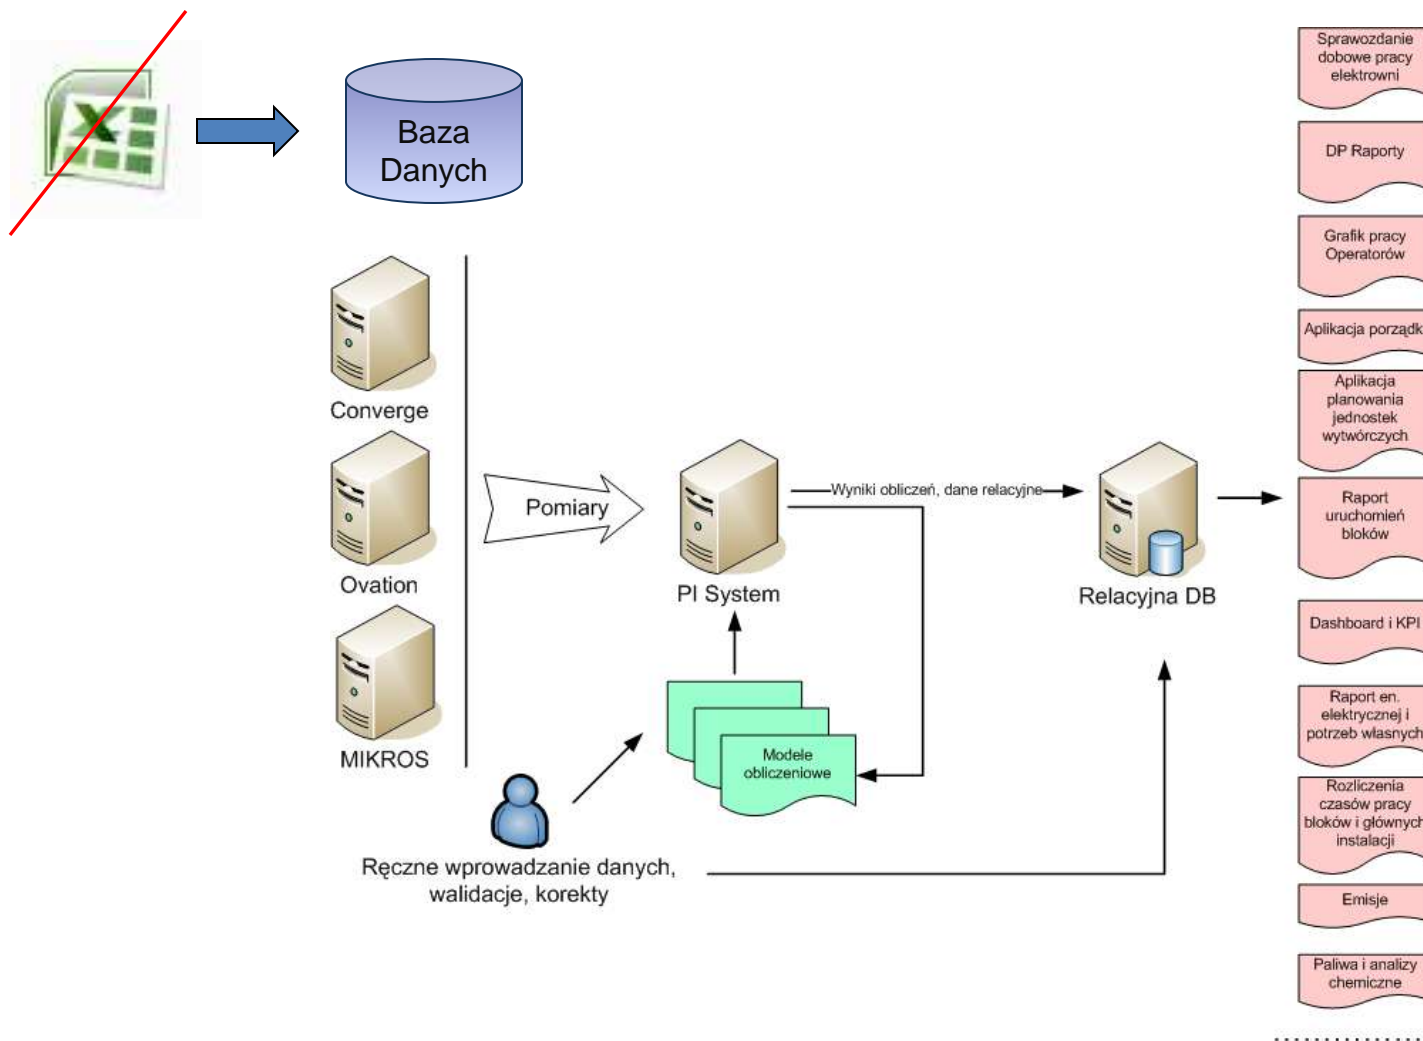 Baza
Danych
Converge
Ovation
MIKROS
Pomiary
PI System
Wyniki obliczeń, dane relacyjne
Relacyjna DB
Modele
obliczeniowe
Ręczne wprowadzanie danych,
walidacje, korekty
Sprawozdanie
dobowe pracy
elektrowni
DP Raporty
Grafik pracy
Operatorów
Aplikacja porządk
Aplikacja
planowania
jednostek
wytwórczych
Raport
uruchomień
bloków
Dashboard i KPI
Raport en.
elektrycznej i
potrzeb własnych
Rozliczenia
czasów pracy
bloków i głównych
instalacji
Emisje
Paliwa i analizy
chemiczne